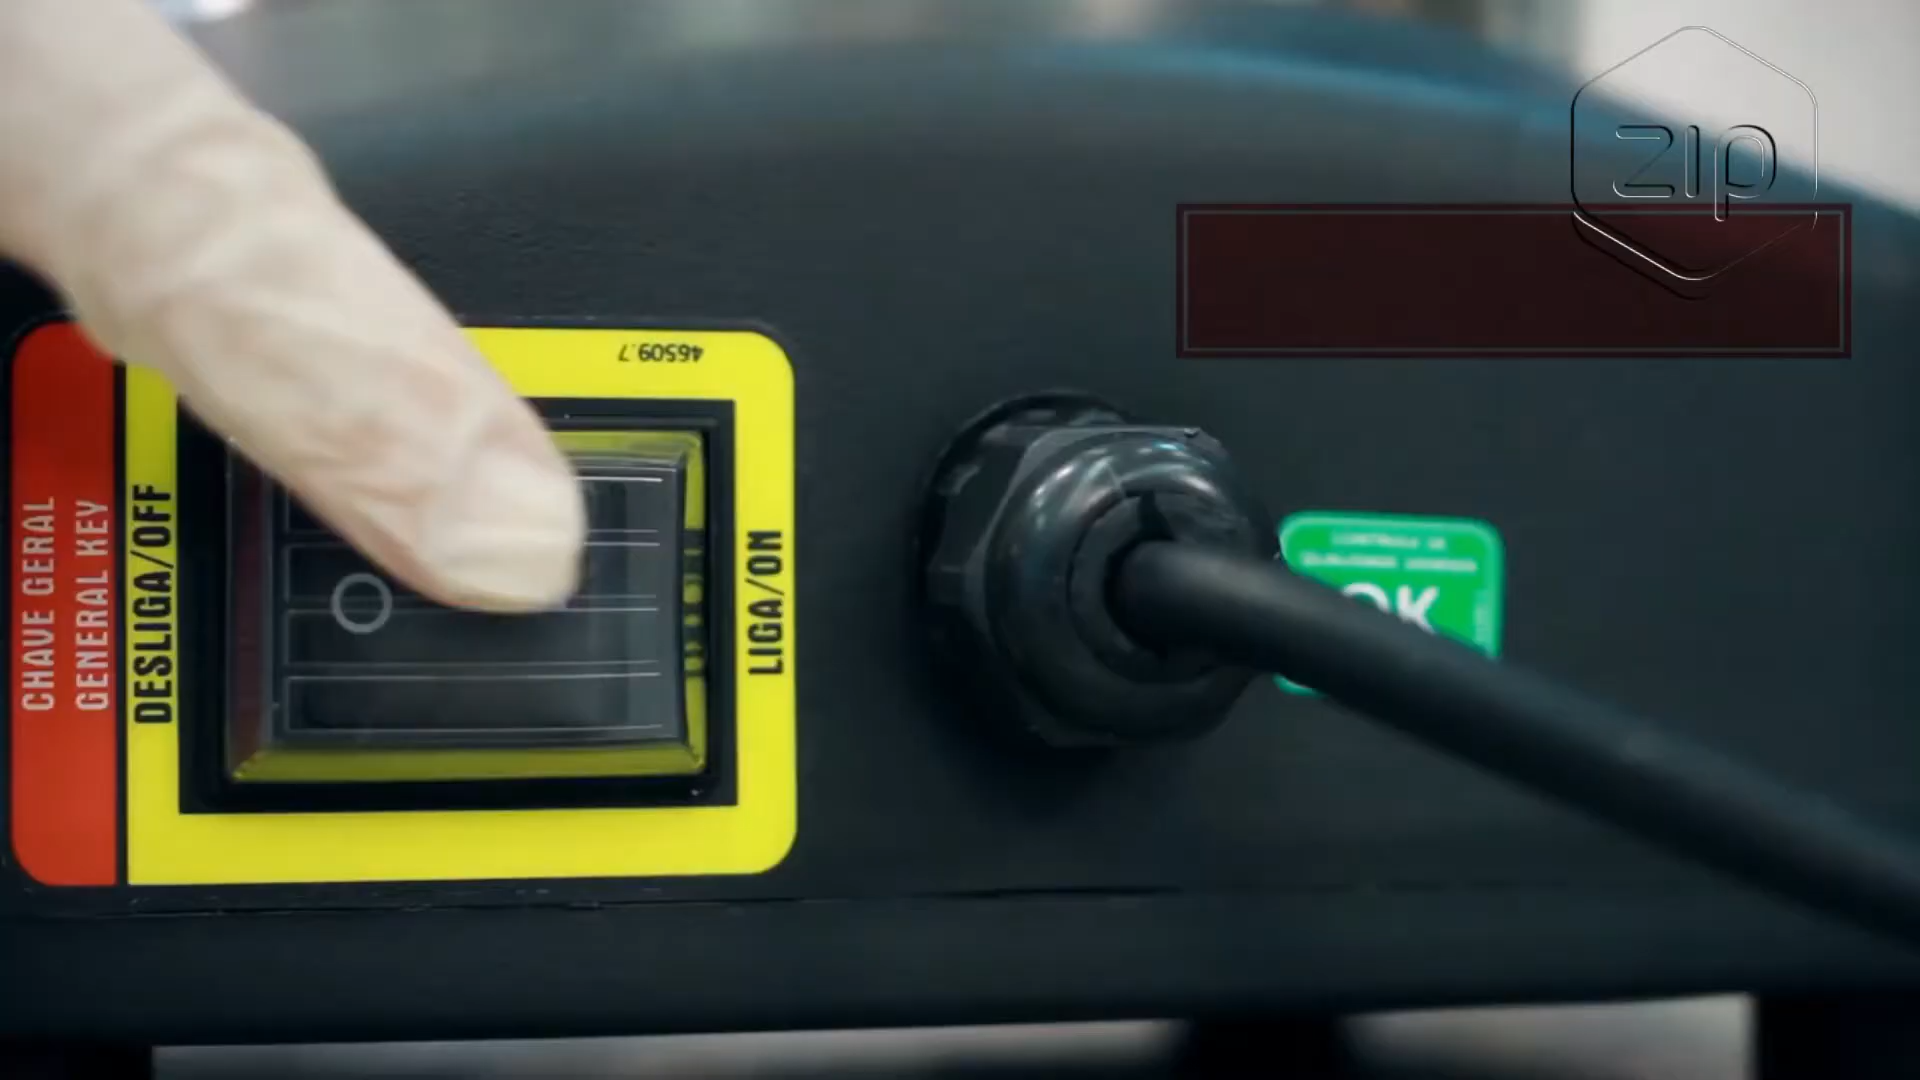 CHAVE GERAL
GENERAL KEY
DESLIGA/OFF
LIGA/ON
46509.7
OK
zip